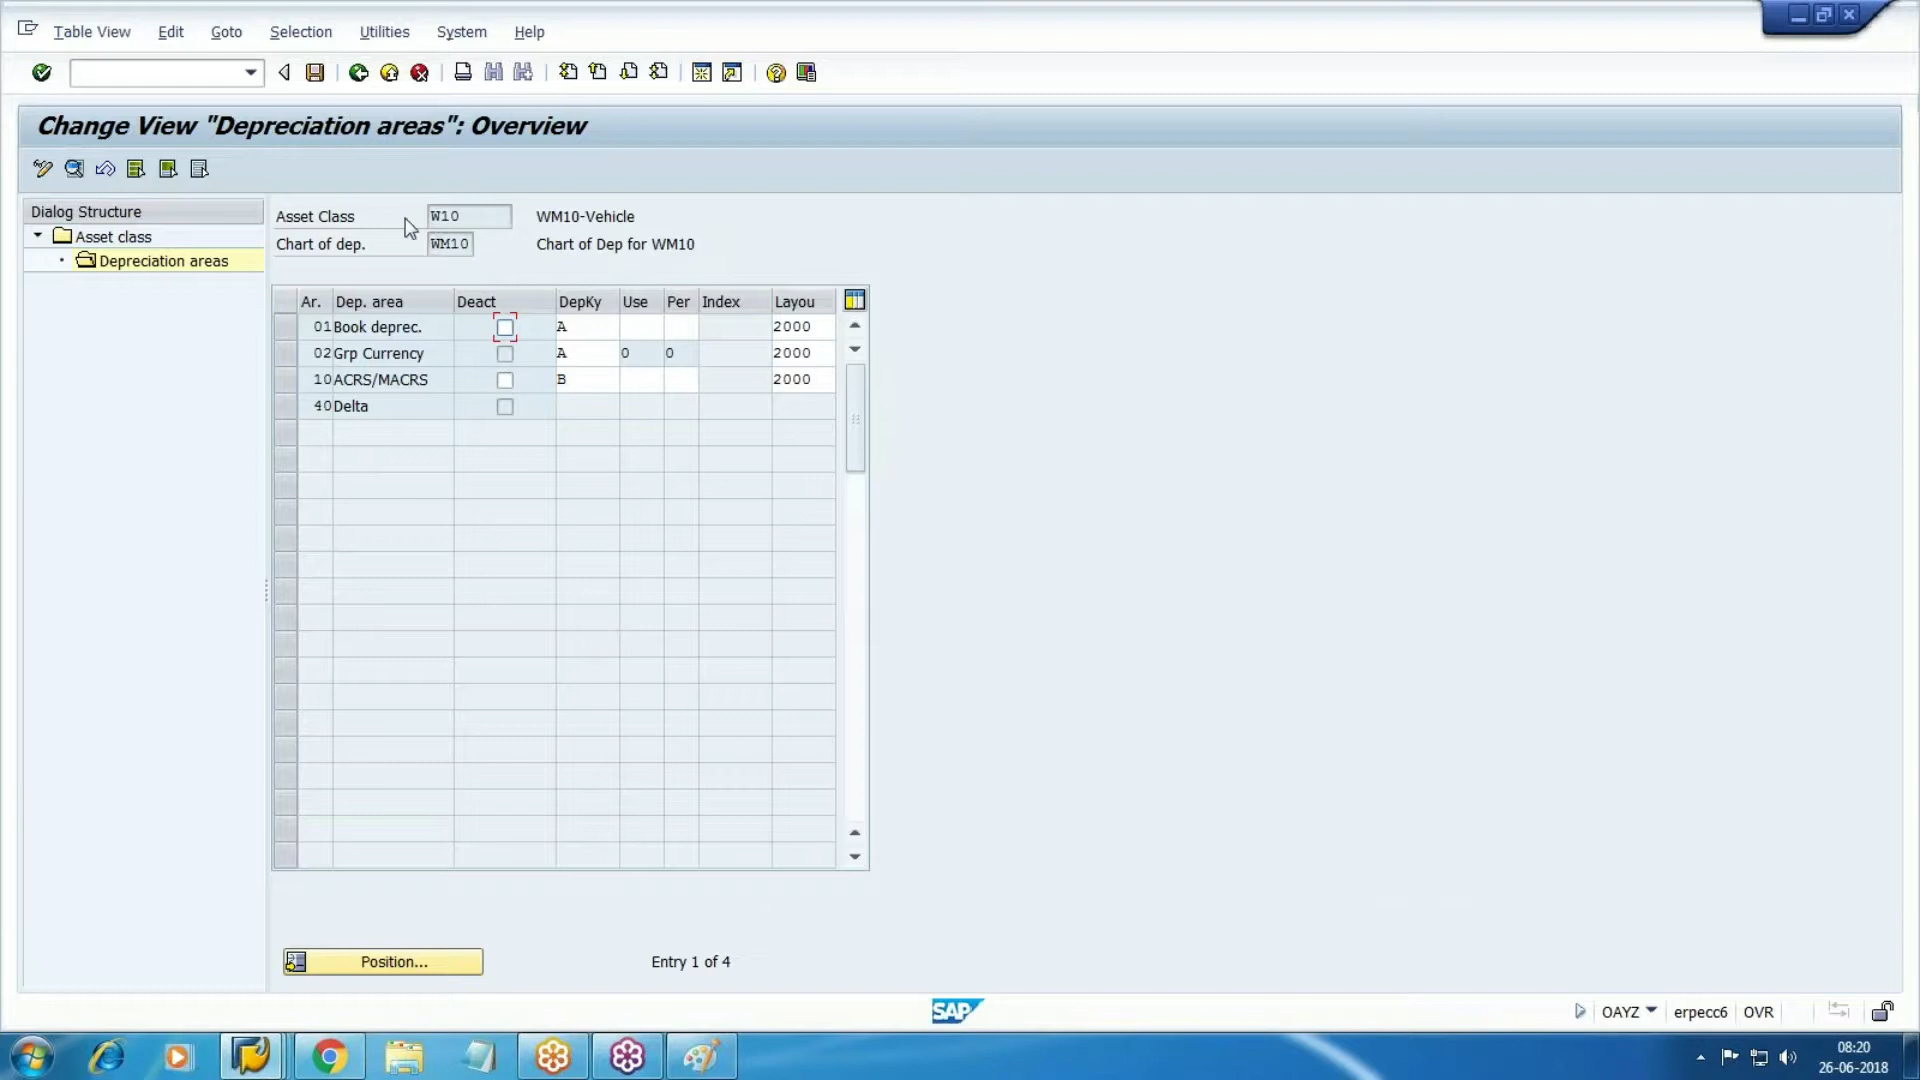 Table View Edit Goto Selection Utilities System Help
Change View "Depreciation areas": Overview
Dialog Structure
Asset class
Depreciation areas
Asset Class W10 WM10-Vehicle
Chart of dep. WM10 Chart of Dep for WM10
Ar. Dep. area Deact DepKy Use Per Index Layou
01 Book deprec. A 2000
02 Grp Currency A 0 0 2000
10 ACRS/MACRS B 2000
40 Delta
Position... Entry 1 of 4
SAP
OAYZ erpecc6 OVR
08:20
26-06-2018